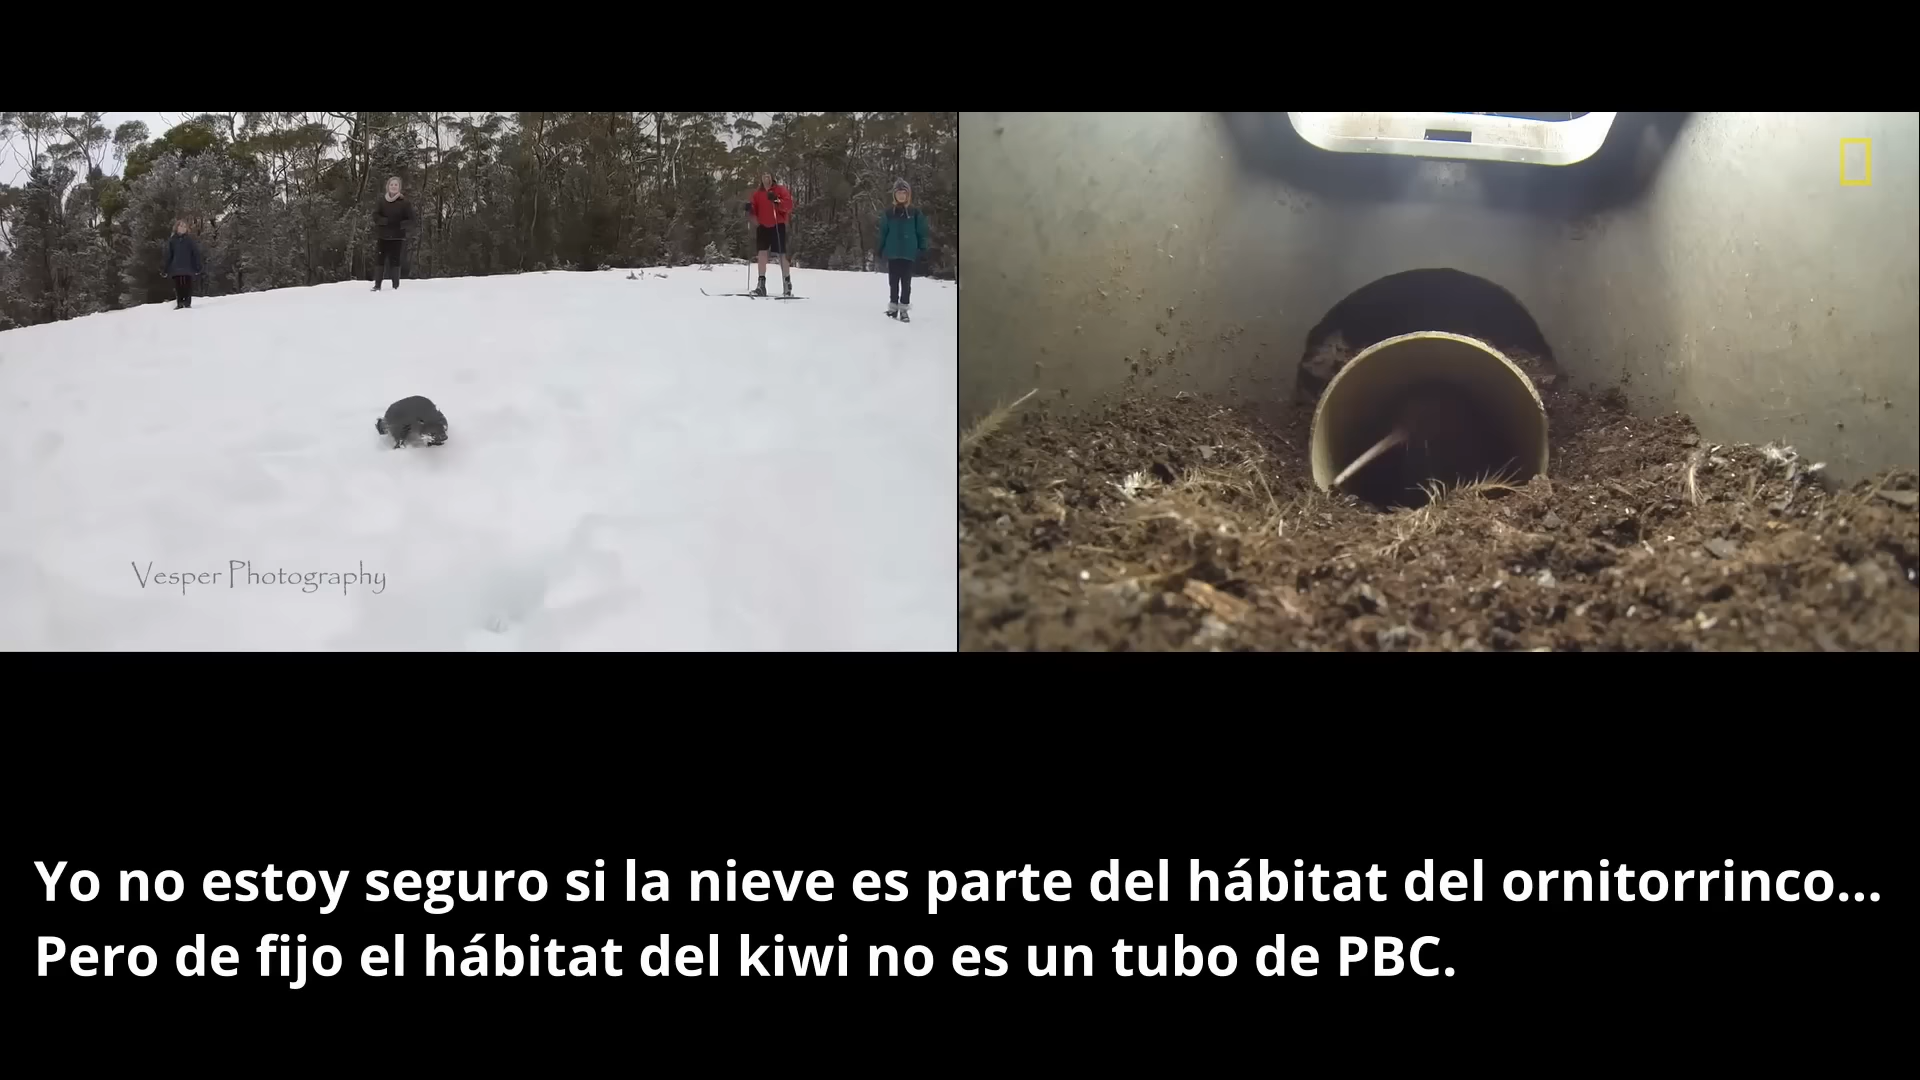 Vesper Photography
Yo no estoy seguro si la nieve es parte del hábitat del ornitorrinco...
Pero de fijo el hábitat del kiwi no es un tubo de PBC.